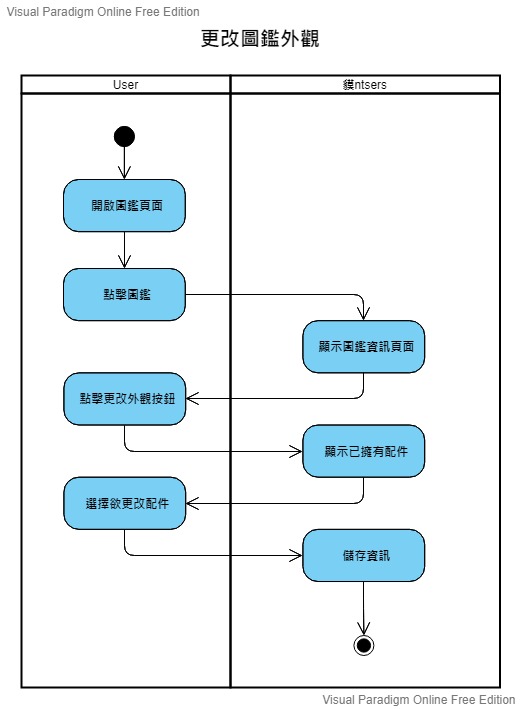 Visual Paradigm Online Free Edition
更改圖鑑外觀
User
貘ntsers
開啟圖鑑頁面
點擊圖鑑
顯示圖鑑資訊頁面
點擊更改外觀按鈕
顯示已擁有配件
選擇欲更改配件
儲存資訊
Visual Paradigm Online Free Edition